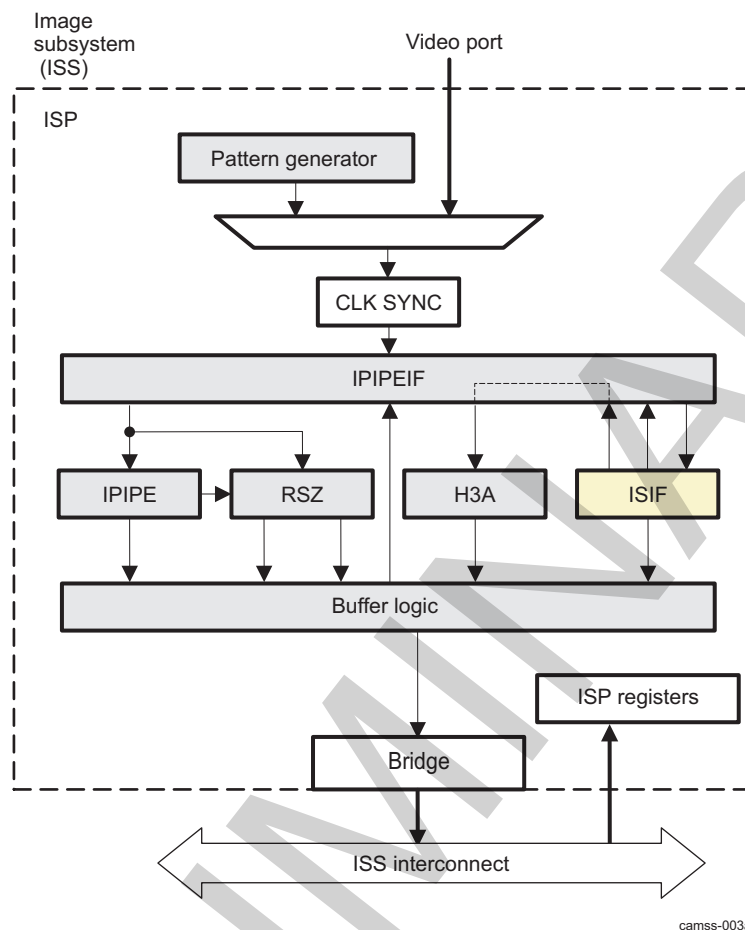 Image
subsystem
(ISS)
Video port
ISP
Pattern generator
CLK SYNC
IPIPEIF
IPIPE
RSZ
H3A
ISIF
Buffer logic
ISP registers
Bridge
ISS interconnect